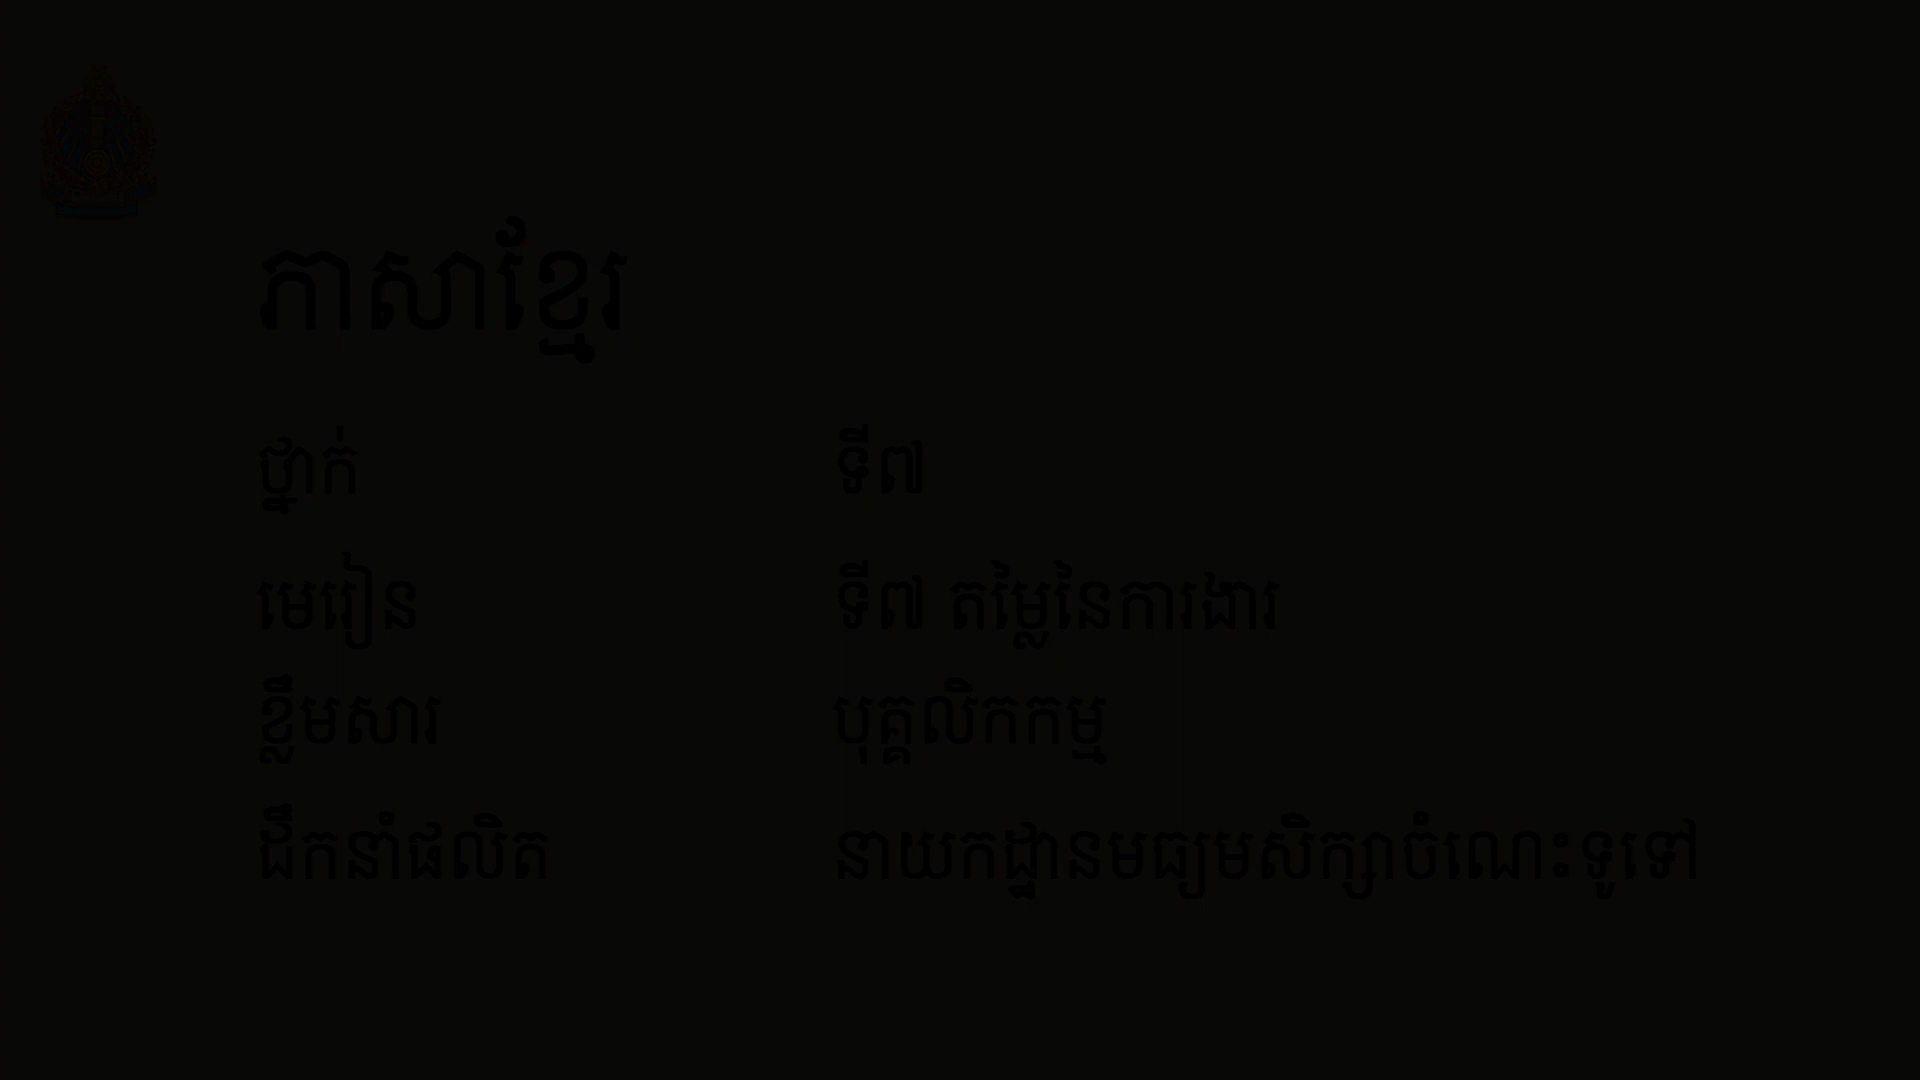 ភាសាខ្មែរ
ថ្នាក់ ទី៧
មេរៀន ទី៧ តម្លៃនៃការងារ
ខ្លឹមសារ បុគ្គលិកកម្ម
ដឹកនាំផលិត នាយកដ្ឋានមធ្យមសិក្សាចំណេះទូទៅ